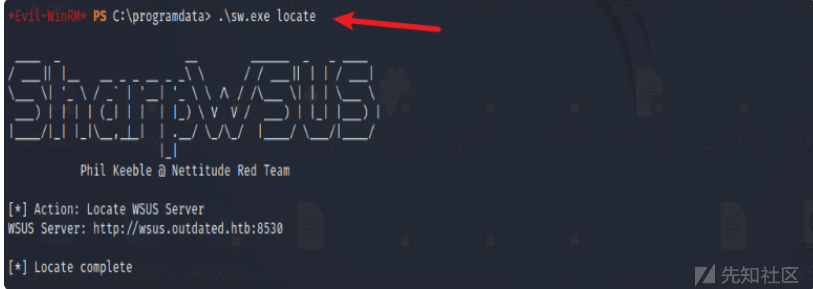 *Evil-WinRM* PS C:\programdata> .\sw.exe locate
SharpWSUS
Phil Keeble @ Nettitude Red Team
[*] Action: Locate WSUS Server
WSUS Server: http://wsus.outdated.htb:8530
[*] Locate complete
先知社区